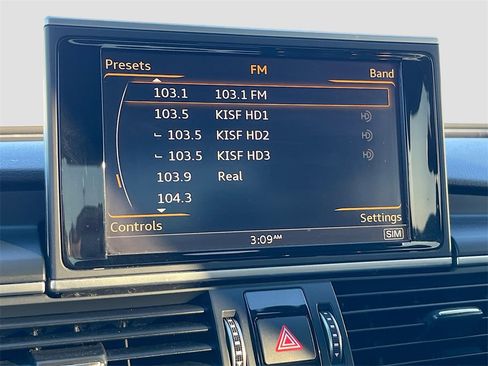 Presets FM Band
103.1 103.1 FM
103.5 KISF HD1
103.5 KISF HD2
103.5 KISF HD3
103.9 Real
104.3
Controls Settings
3:09 AM SIM